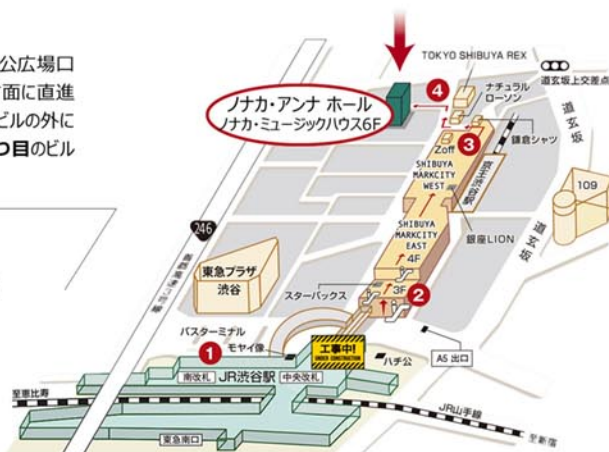 公広場口
面に直進
ビルの外に
つ目のビル
TOKYO SHIBUYA REX
道玄坂上交差点
ナチュラル
ローソン
4
ノナカ・アンナ ホール
ノナカ・ミュージックハウス6F
道玄坂
鎌倉シャツ
3
Zoff
SHIBUYA
MARKCITY
WEST
京王渋谷駅
109
246
SHIBUYA
MARKCITY
EAST
銀座LION
道玄坂
4F
東急プラザ
渋谷
3F
スターバックス
2
バスターミナル
1
モヤイ像
工事中!
UNDER CONSTRUCTION
ハチ公
A5 出口
南改札
JR渋谷駅
中央改札
至恵比寿
JR山手線
東急南口
至新宿